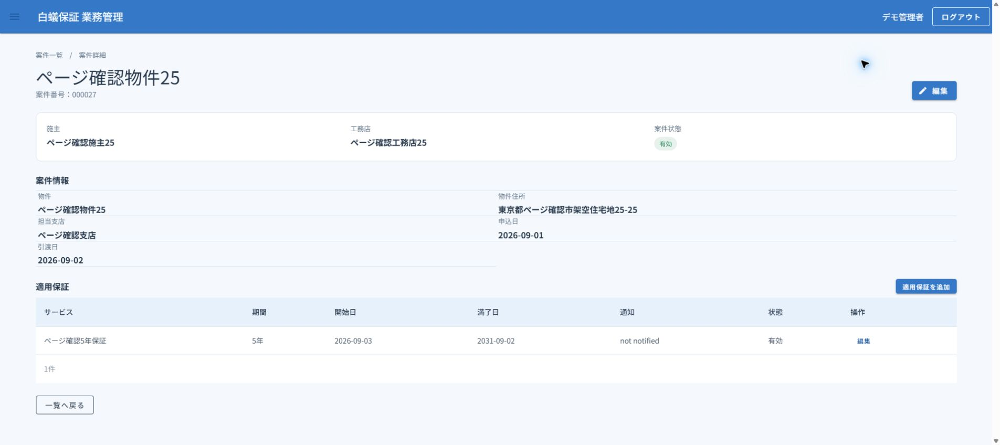 白蟻保証 業務管理
デモ管理者
ログアウト
案件一覧 / 案件詳細
ページ確認物件25
案件番号：000027
編集
施主
工務店
案件状態
ページ確認施主25
ページ確認工務店25
有効
案件情報
物件
物件住所
ページ確認物件25
東京都ページ確認市架空住宅地25-25
担当支店
申込日
ページ確認支店
2026-09-01
引渡日
2026-09-02
適用保証
適用保証を追加
サービス 期間 開始日 満了日 通知 状態 操作
ページ確認5年保証 5年 2026-09-03 2031-09-02 not notified 有効 編集
1件
一覧へ戻る